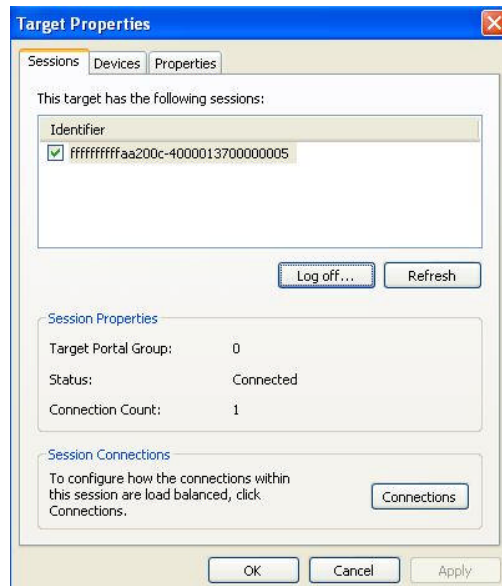 Target Properties
Sessions Devices Properties
This target has the following sessions:
Identifier
fffffffffaa200c-4000013700000005
Log off... Refresh
Session Properties
Target Portal Group: 0
Status: Connected
Connection Count: 1
Session Connections
To configure how the connections within
this session are load balanced, click
Connections.
Connections
OK Cancel Apply